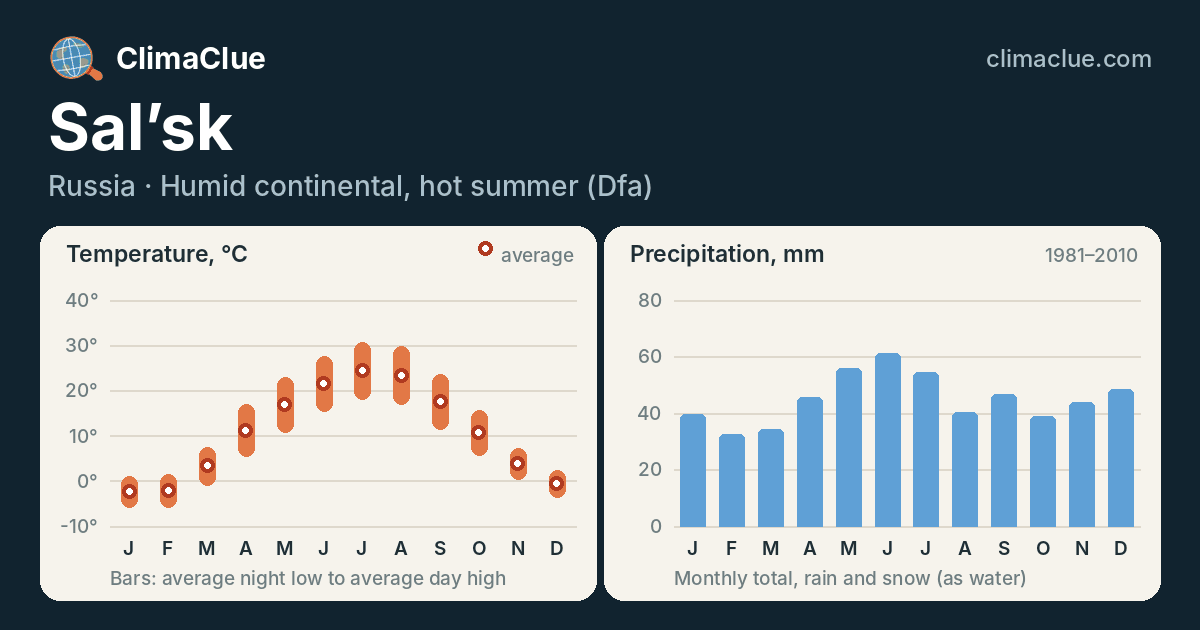 ClimaClue
climaclue.com
Sal’sk
Russia · Humid continental, hot summer (Dfa)
Temperature, °C
average
40°
30°
20°
10°
0°
-10°
J F M A M J J A S O N D
Bars: average night low to average day high
Precipitation, mm
1981–2010
80
60
40
20
0
J F M A M J J A S O N D
Monthly total, rain and snow (as water)